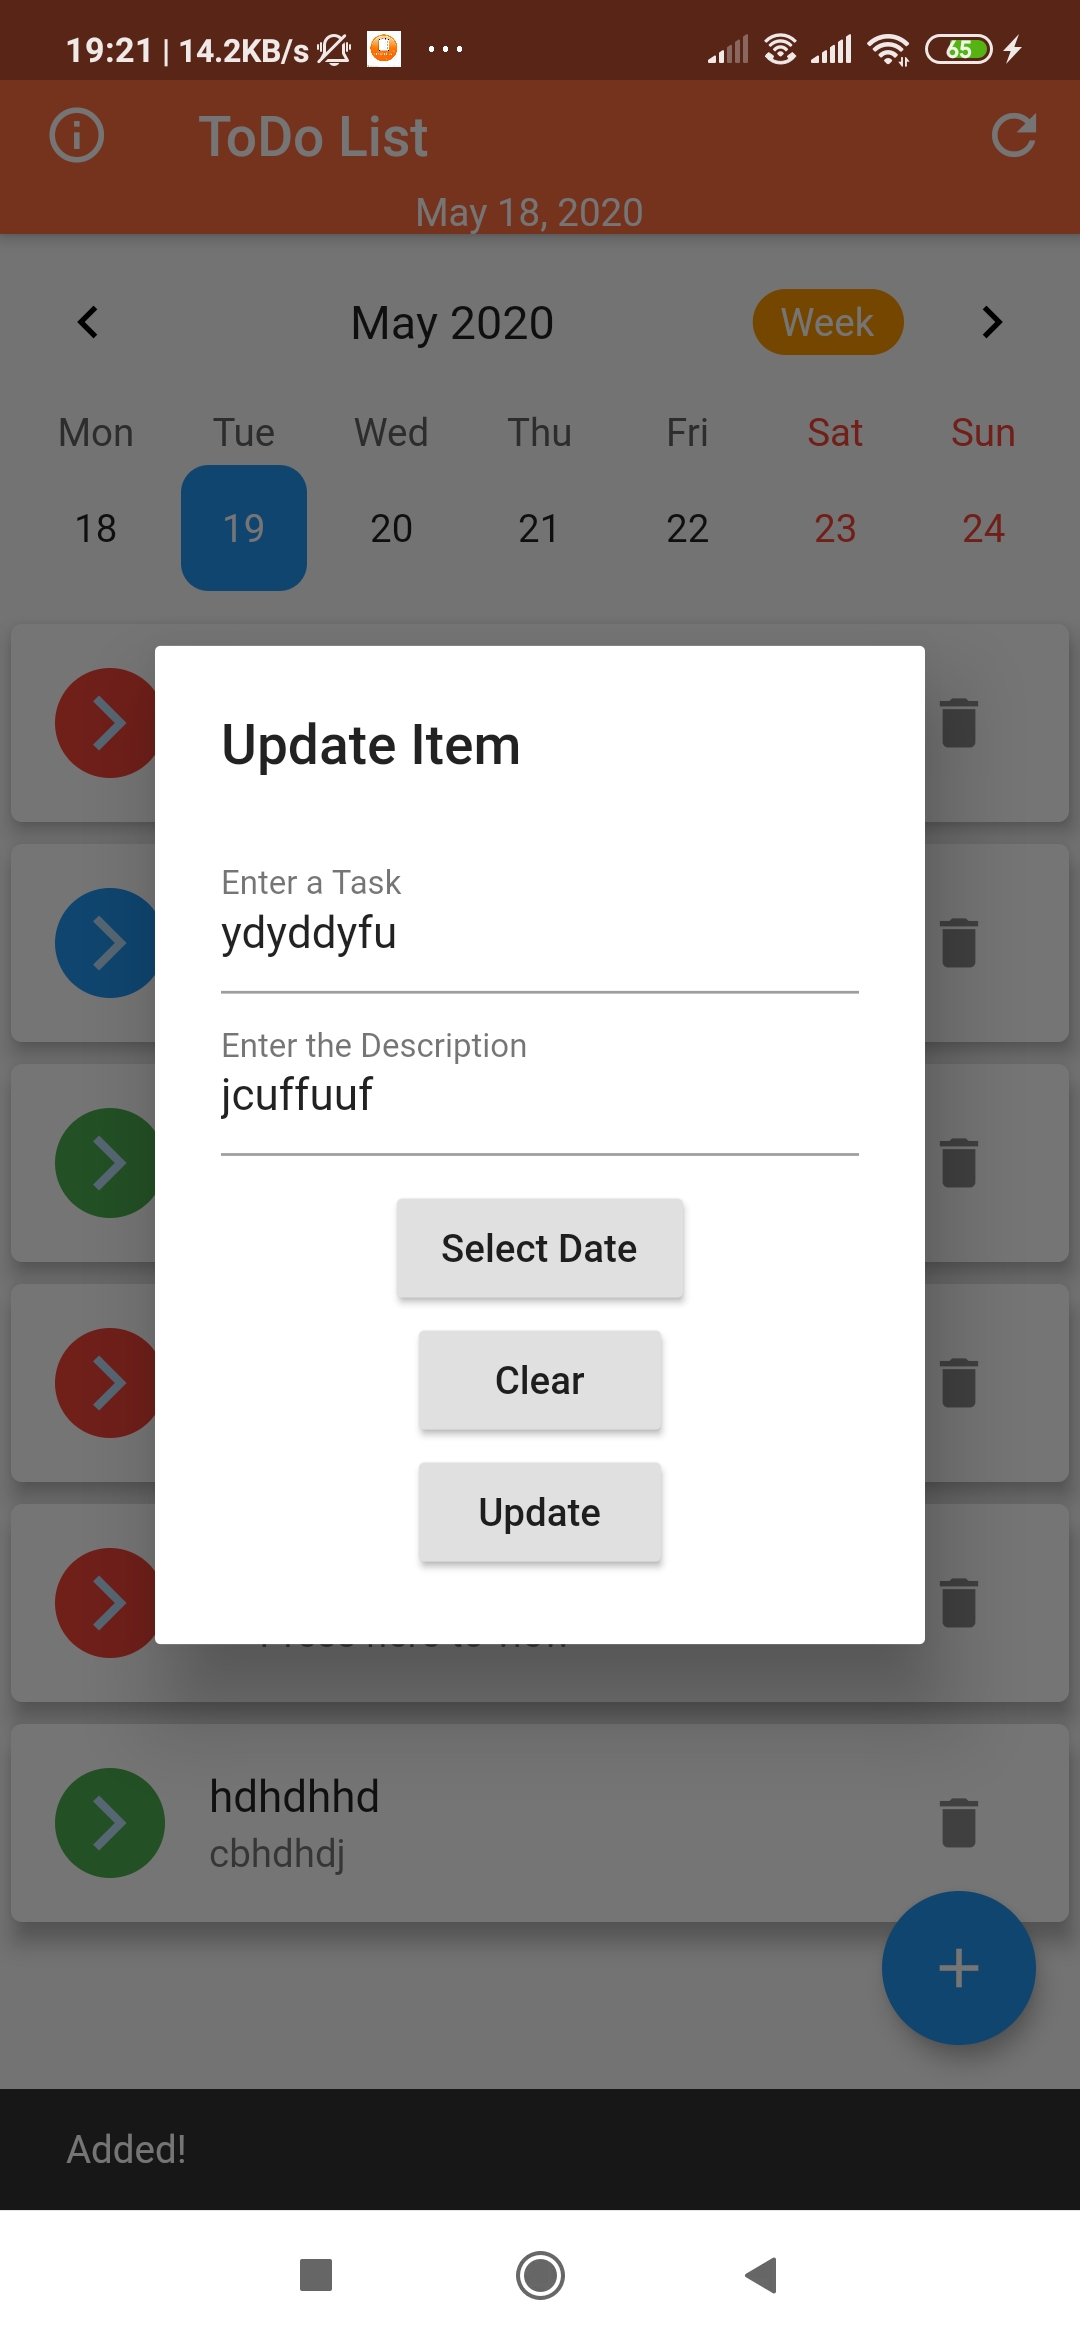 19:21 | 14.2KB/s ... 65
ToDo List
May 18, 2020
May 2020 Week
Mon Tue Wed Thu Fri Sat Sun
18 19 20 21 22 23 24
Update Item
Enter a Task
ydyddyfu
Enter the Description
jcuffuuf
Select Date
Clear
Update
hdhdhhd
cbhdhdj
Added!